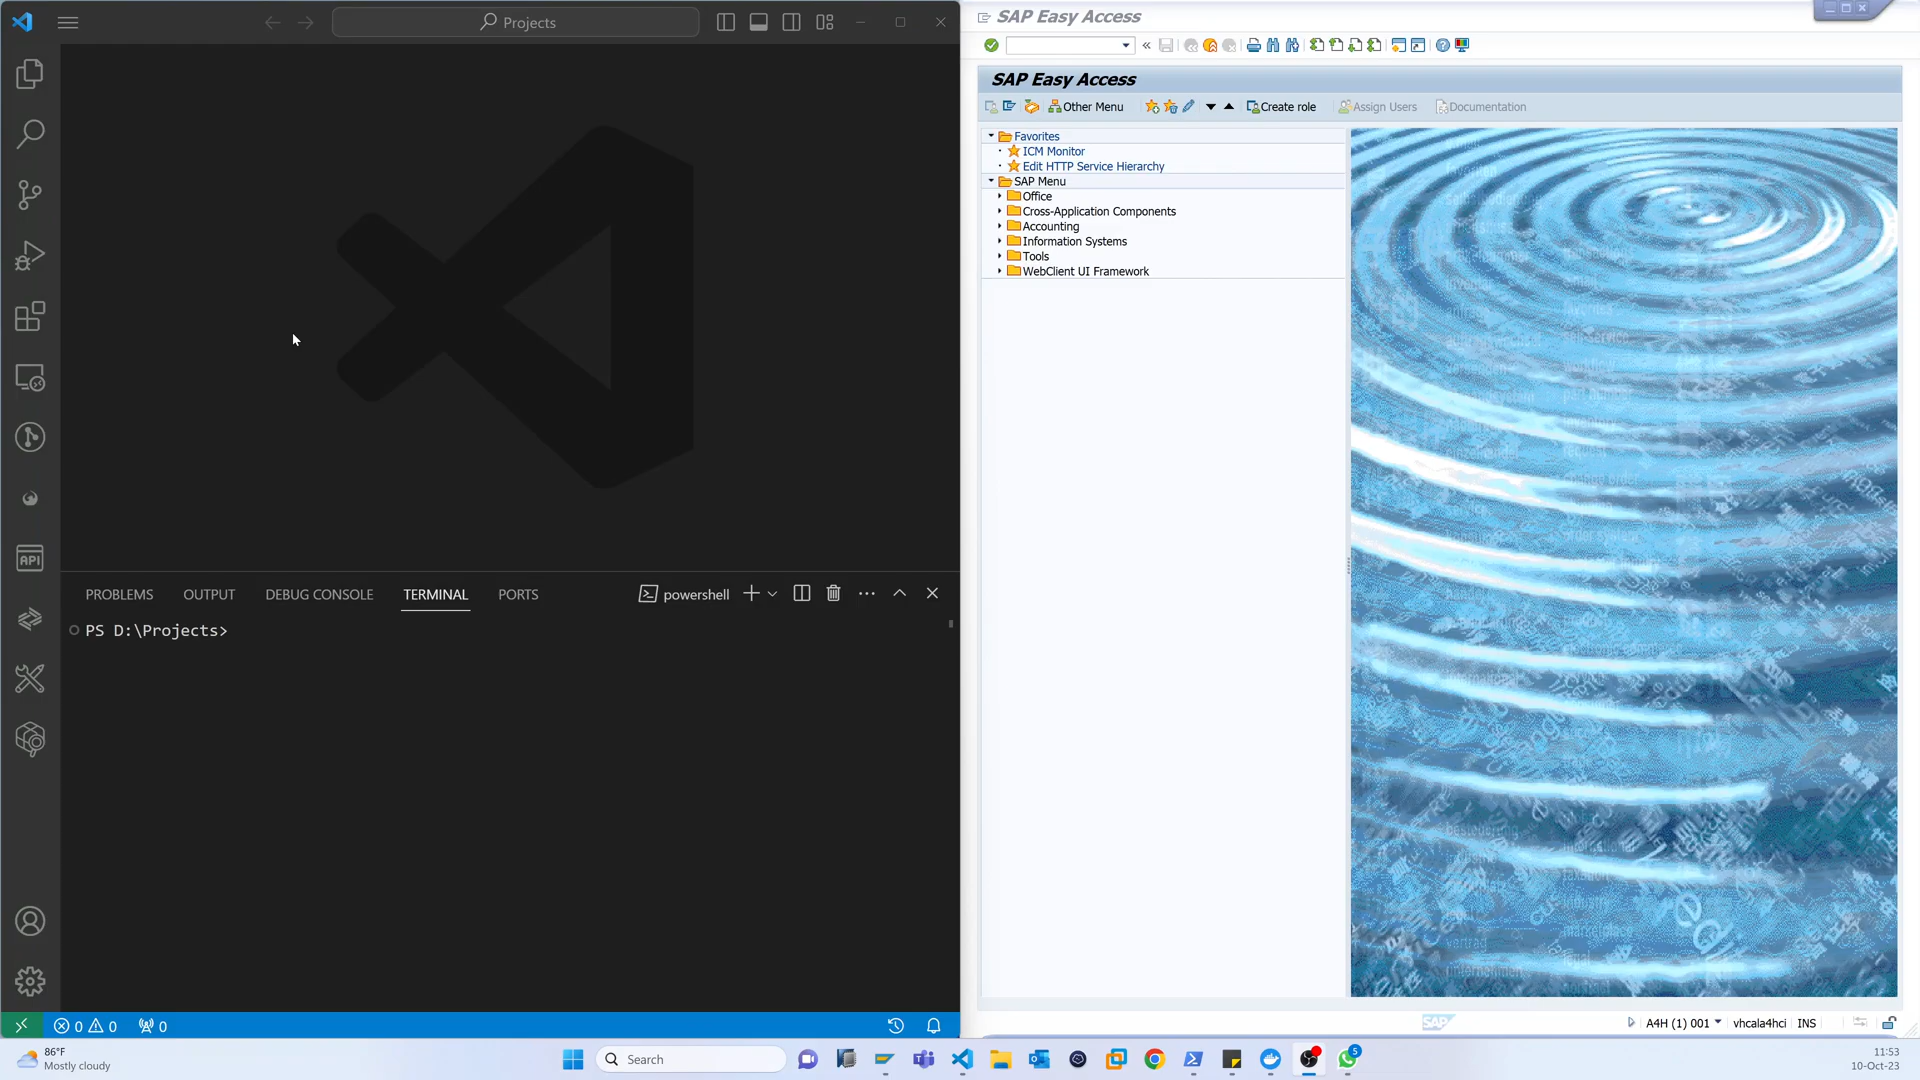 Projects
PROBLEMS OUTPUT DEBUG CONSOLE TERMINAL PORTS
powershell
PS D:\Projects>
API
0 0 0
SAP Easy Access
SAP Easy Access
Other Menu Create role Assign Users Documentation
Favorites
ICM Monitor
Edit HTTP Service Hierarchy
SAP Menu
Office
Cross-Application Components
Accounting
Information Systems
Tools
WebClient UI Framework
SAP
A4H (1) 001 vhcala4hci INS
86°F
Mostly cloudy
Search
5
11:53
10-Oct-23